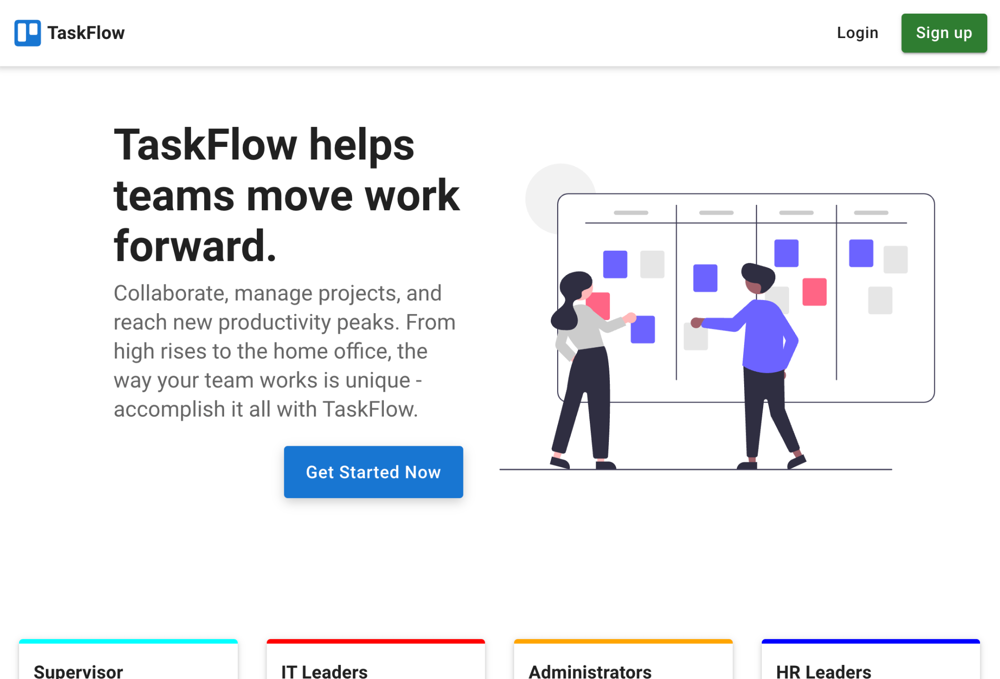 TaskFlow
Login
Sign up
TaskFlow helps
teams move work
forward.
Collaborate, manage projects, and
reach new productivity peaks. From
high rises to the home office, the
way your team works is unique -
accomplish it all with TaskFlow.
Get Started Now
Supervisor
IT Leaders
Administrators
HR Leaders